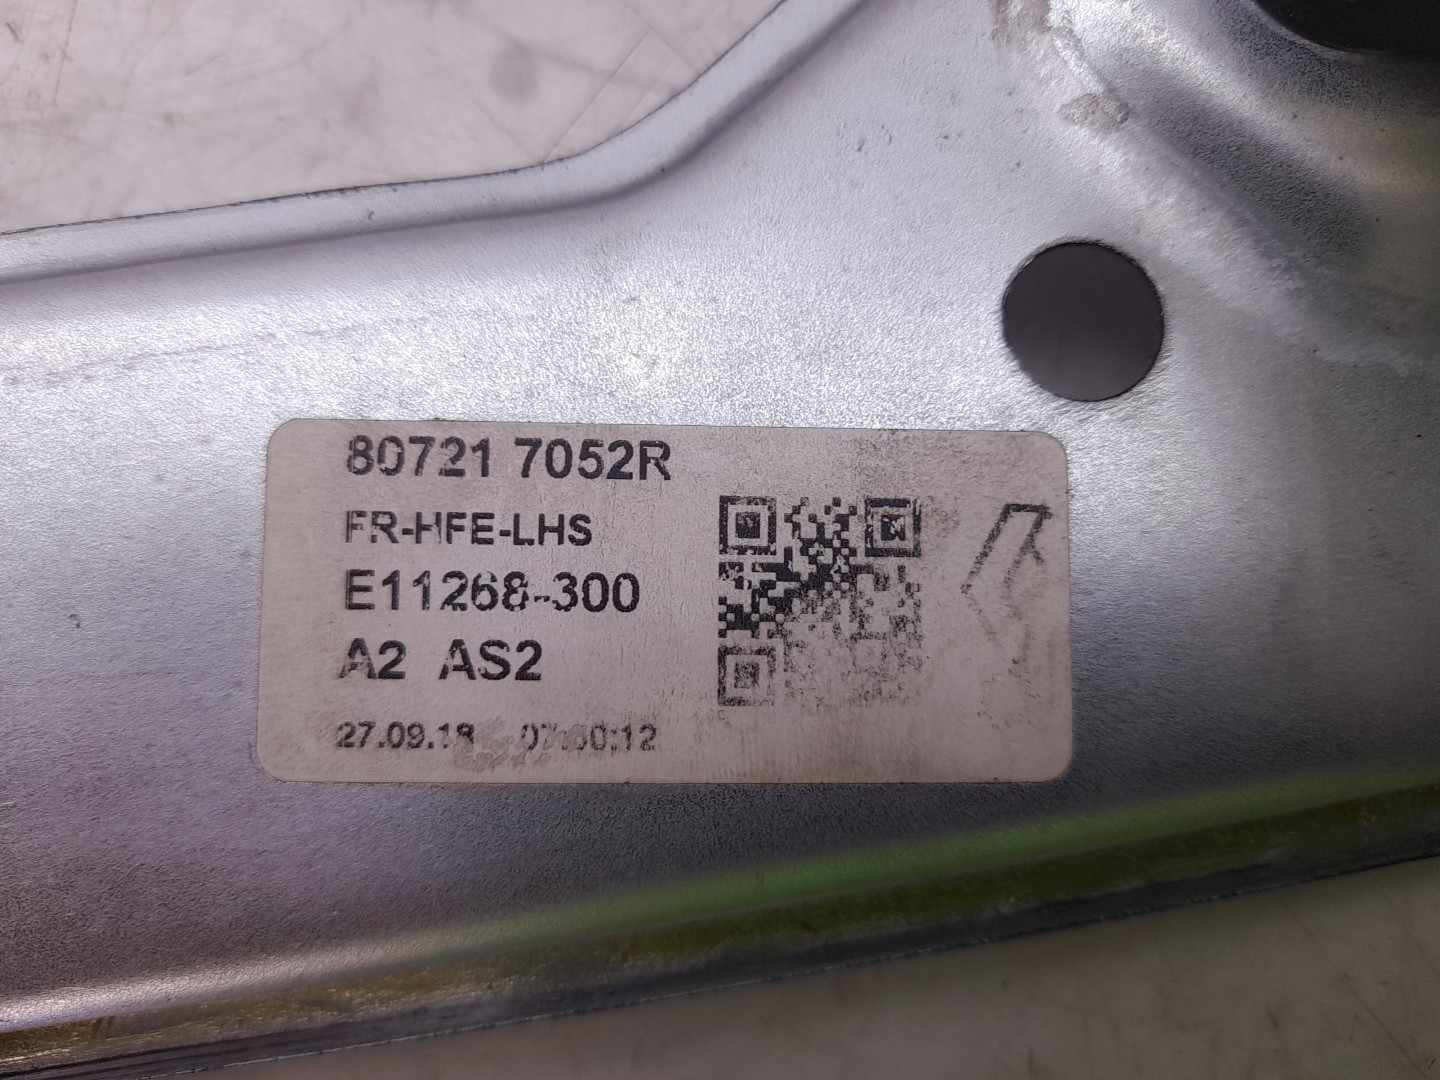 80721 7052R
FR-HFE-LHS
E11268-300
A2 AS2
27.09.18